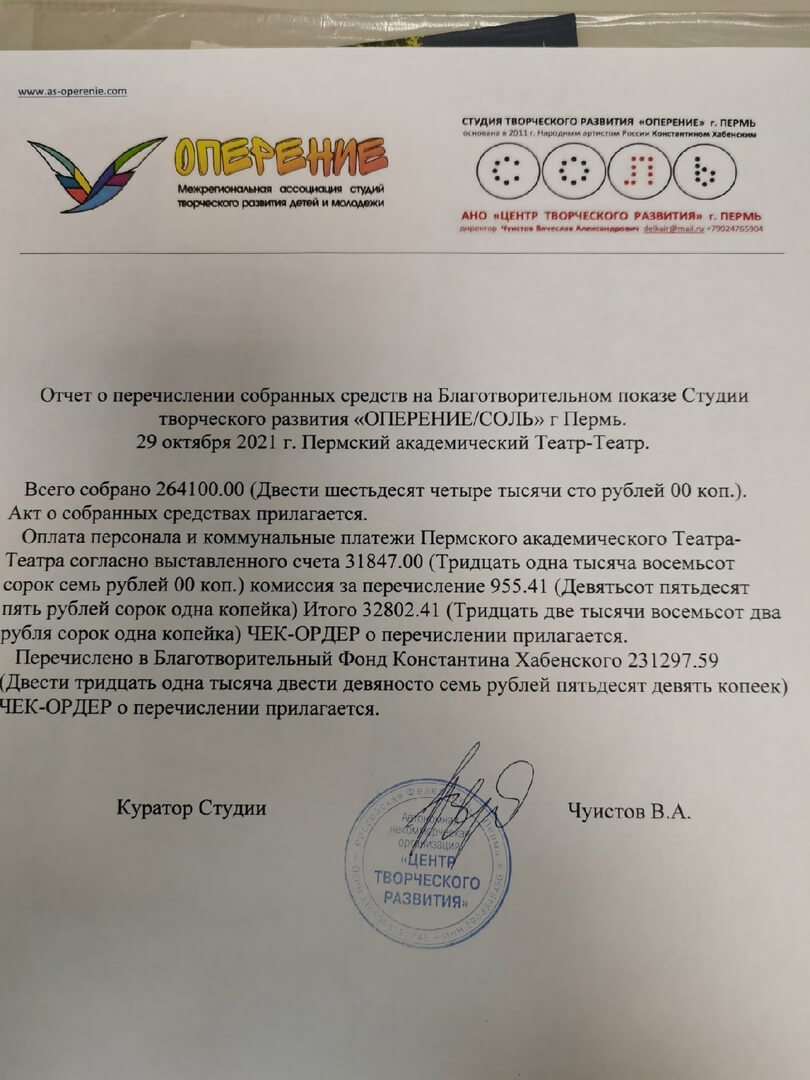 www.as-operenie.com
ОПЕРЕНИЕ
Межрегиональная ассоциация студий
творческого развития детей и молодежи
СТУДИЯ ТВОРЧЕСКОГО РАЗВИТИЯ «ОПЕРЕНИЕ» г. ПЕРМЬ
основана в 2011 г. Народным артистом России Константином Хабенским
СОЛЬ
АНО «ЦЕНТР ТВОРЧЕСКОГО РАЗВИТИЯ» г. ПЕРМЬ
директор Чуистов Вячеслав Александрович delkair@mail.ru +79024765904
Отчет о перечислении собранных средств на Благотворительном показе Студии
творческого развития «ОПЕРЕНИЕ/СОЛЬ» г Пермь.
29 октября 2021 г. Пермский академический Театр-Театр.
Всего собрано 264100.00 (Двести шестьдесят четыре тысячи сто рублей 00 коп.).
Акт о собранных средствах прилагается.
Оплата персонала и коммунальные платежи Пермского академического Театра-
Театра согласно выставленного счета 31847.00 (Тридцать одна тысяча восемьсот
сорок семь рублей 00 коп.) комиссия за перечисление 955.41 (Девятьсот пятьдесят
пять рублей сорок одна копейка) Итого 32802.41 (Тридцать две тысячи восемьсот два
рубля сорок одна копейка) ЧЕК-ОРДЕР о перечислении прилагается.
Перечислено в Благотворительный Фонд Константина Хабенского 231297.59
(Двести тридцать одна тысяча двести девяносто семь рублей пятьдесят девять копеек)
ЧЕК-ОРДЕР о перечислении прилагается.
Куратор Студии
Чуистов В.А.
Автономная
некоммерческая
организация
«ЦЕНТР
ТВОРЧЕСКОГО
РАЗВИТИЯ»